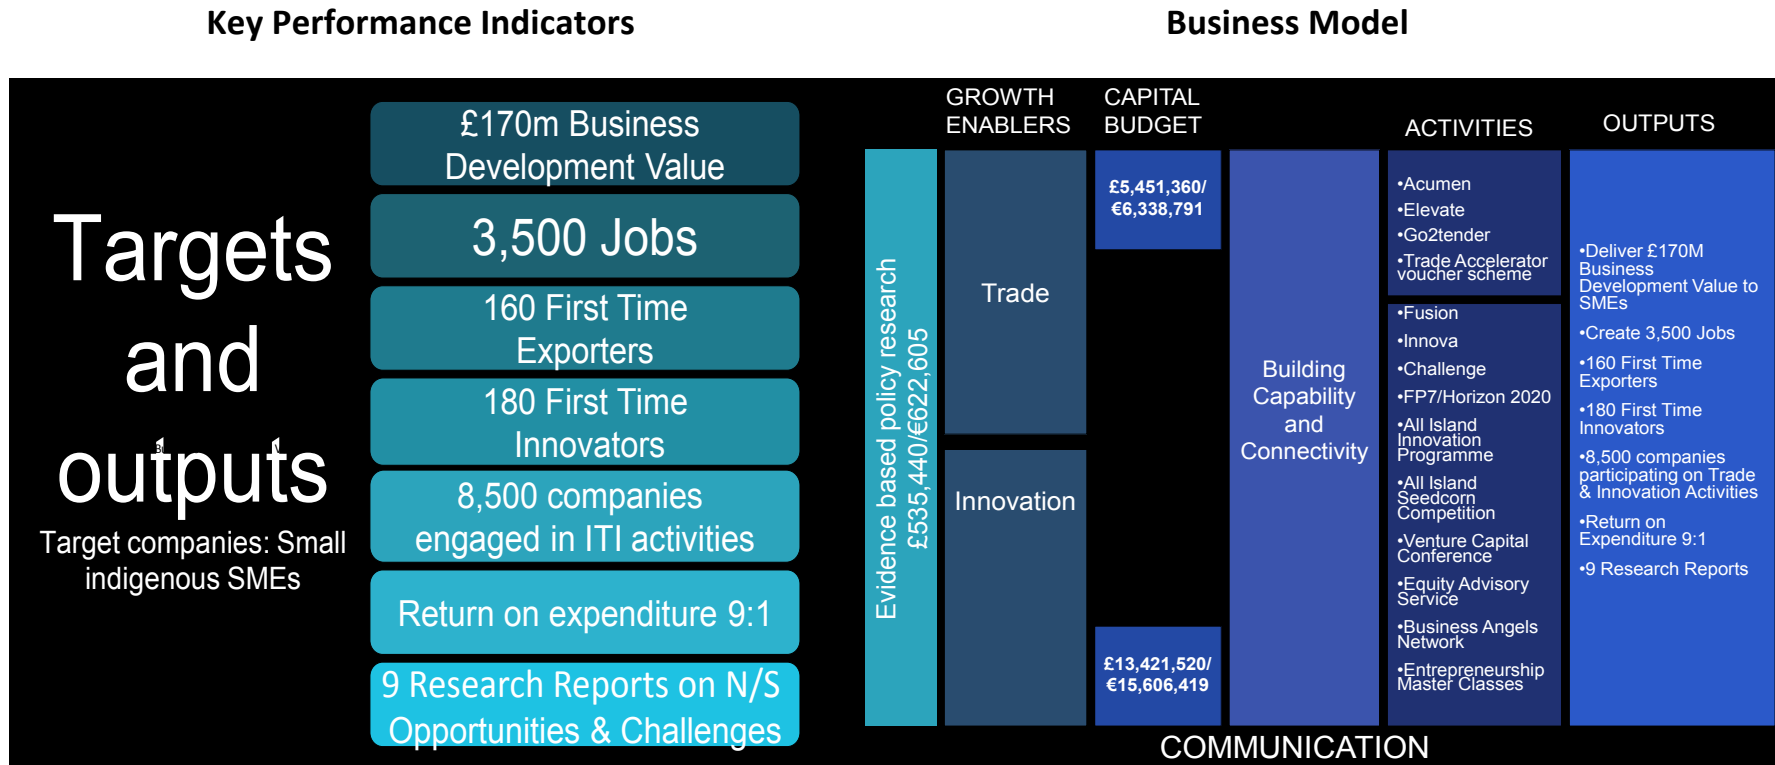 Key Performance Indicators
Business Model
Targets
and
outputs
Target companies: Small
indigenous SMEs
£170m Business
Development Value
3,500 Jobs
160 First Time
Exporters
180 First Time
Innovators
8,500 companies
engaged in ITI activities
Return on expenditure 9:1
9 Research Reports on N/S
Opportunities & Challenges
Evidence based policy research
£535,440/€622,605
GROWTH
ENABLERS
Trade
Innovation
CAPITAL
BUDGET
£5,451,360/
€6,338,791
£13,421,520/
€15,606,419
Building
Capability
and
Connectivity
ACTIVITIES
•Acumen
•Elevate
•Go2tender
•Trade Accelerator
voucher scheme
•Fusion
•Innova
•Challenge
•FP7/Horizon 2020
•All Island
Innovation
Programme
•All Island
Seedcorn
Competition
•Venture Capital
Conference
•Equity Advisory
Service
•Business Angels
Network
•Entrepreneurship
Master Classes
OUTPUTS
•Deliver £170M
Business
Development Value to
SMEs
•Create 3,500 Jobs
•160 First Time
Exporters
•180 First Time
Innovators
•8,500 companies
participating on Trade
& Innovation Activities
•Return on
Expenditure 9:1
•9 Research Reports
COMMUNICATION